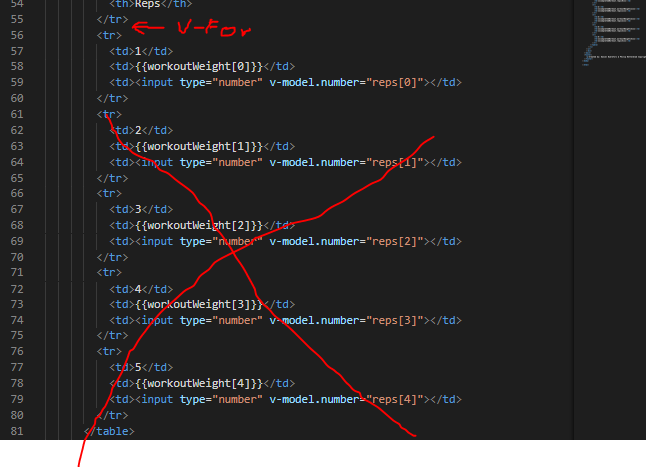 54 <th>Reps</th>
55 </tr> ← V-For
56 <tr>
57 <td>1</td>
58 <td>{{workoutWeight[0]}}</td>
59 <td><input type="number" v-model.number="reps[0]"></td>
60 </tr>
61 <tr>
62 <td>2</td>
63 <td>{{workoutWeight[1]}}</td>
64 <td><input type="number" v-model.number="reps[1]"></td>
65 </tr>
66 <tr>
67 <td>3</td>
68 <td>{{workoutWeight[2]}}</td>
69 <td><input type="number" v-model.number="reps[2]"></td>
70 </tr>
71 <tr>
72 <td>4</td>
73 <td>{{workoutWeight[3]}}</td>
74 <td><input type="number" v-model.number="reps[3]"></td>
75 </tr>
76 <tr>
77 <td>5</td>
78 <td>{{workoutWeight[4]}}</td>
79 <td><input type="number" v-model.number="reps[4]"></td>
80 </tr>
81 </table>